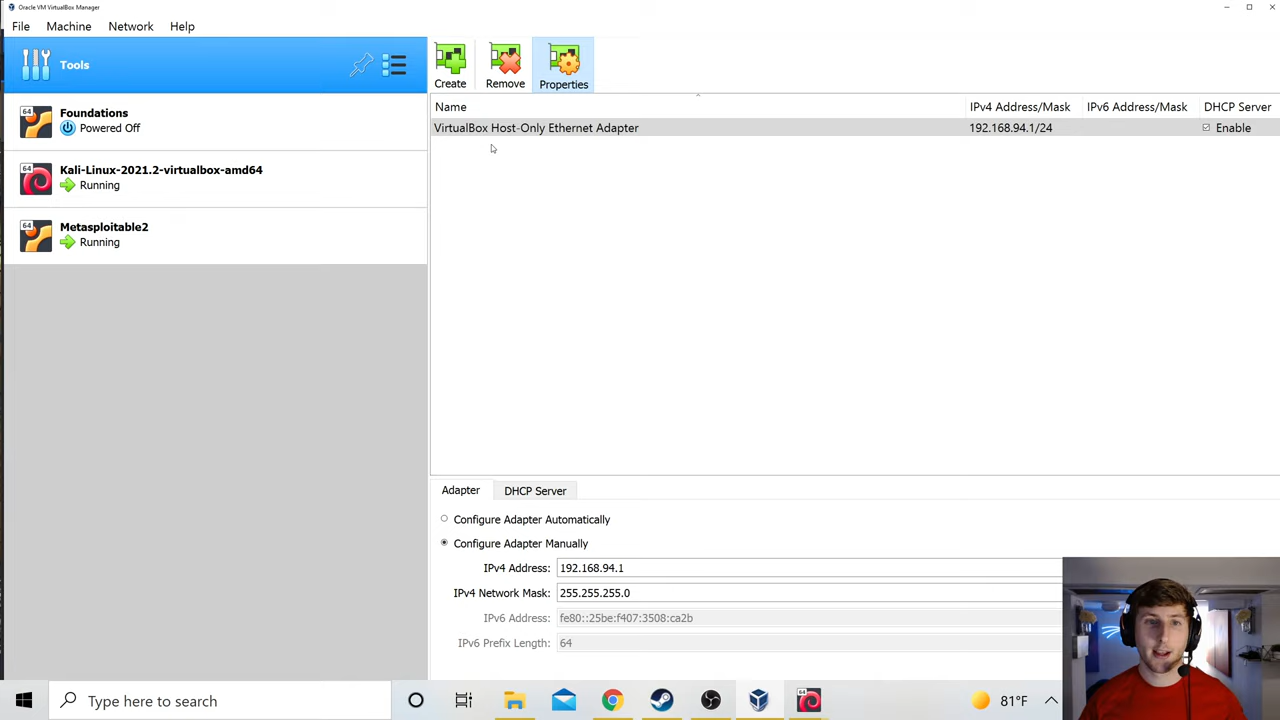 Oracle VM VirtualBox Manager
File Machine Network Help
Tools
Create Remove Properties
Name IPv4 Address/Mask IPv6 Address/Mask DHCP Server
VirtualBox Host-Only Ethernet Adapter 192.168.94.1/24 Enable
64 Foundations
Powered Off
64 Kali-Linux-2021.2-virtualbox-amd64
Running
64 Metasploitable2
Running
Adapter DHCP Server
Configure Adapter Automatically
Configure Adapter Manually
IPv4 Address: 192.168.94.1
IPv4 Network Mask: 255.255.255.0
IPv6 Address: fe80::25be:f407:3508:ca2b
IPv6 Prefix Length: 64
Type here to search 64 81°F